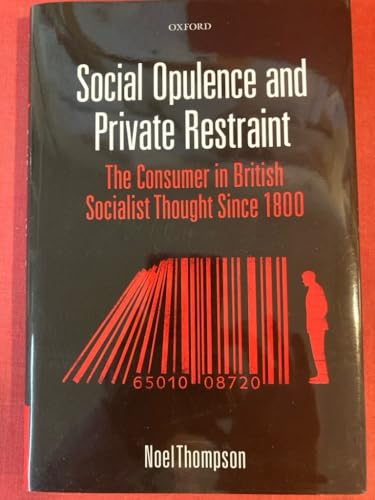 OXFORD
Social Opulence and
Private Restraint
The Consumer in British
Socialist Thought Since 1800
65010 08720
Noel Thompson